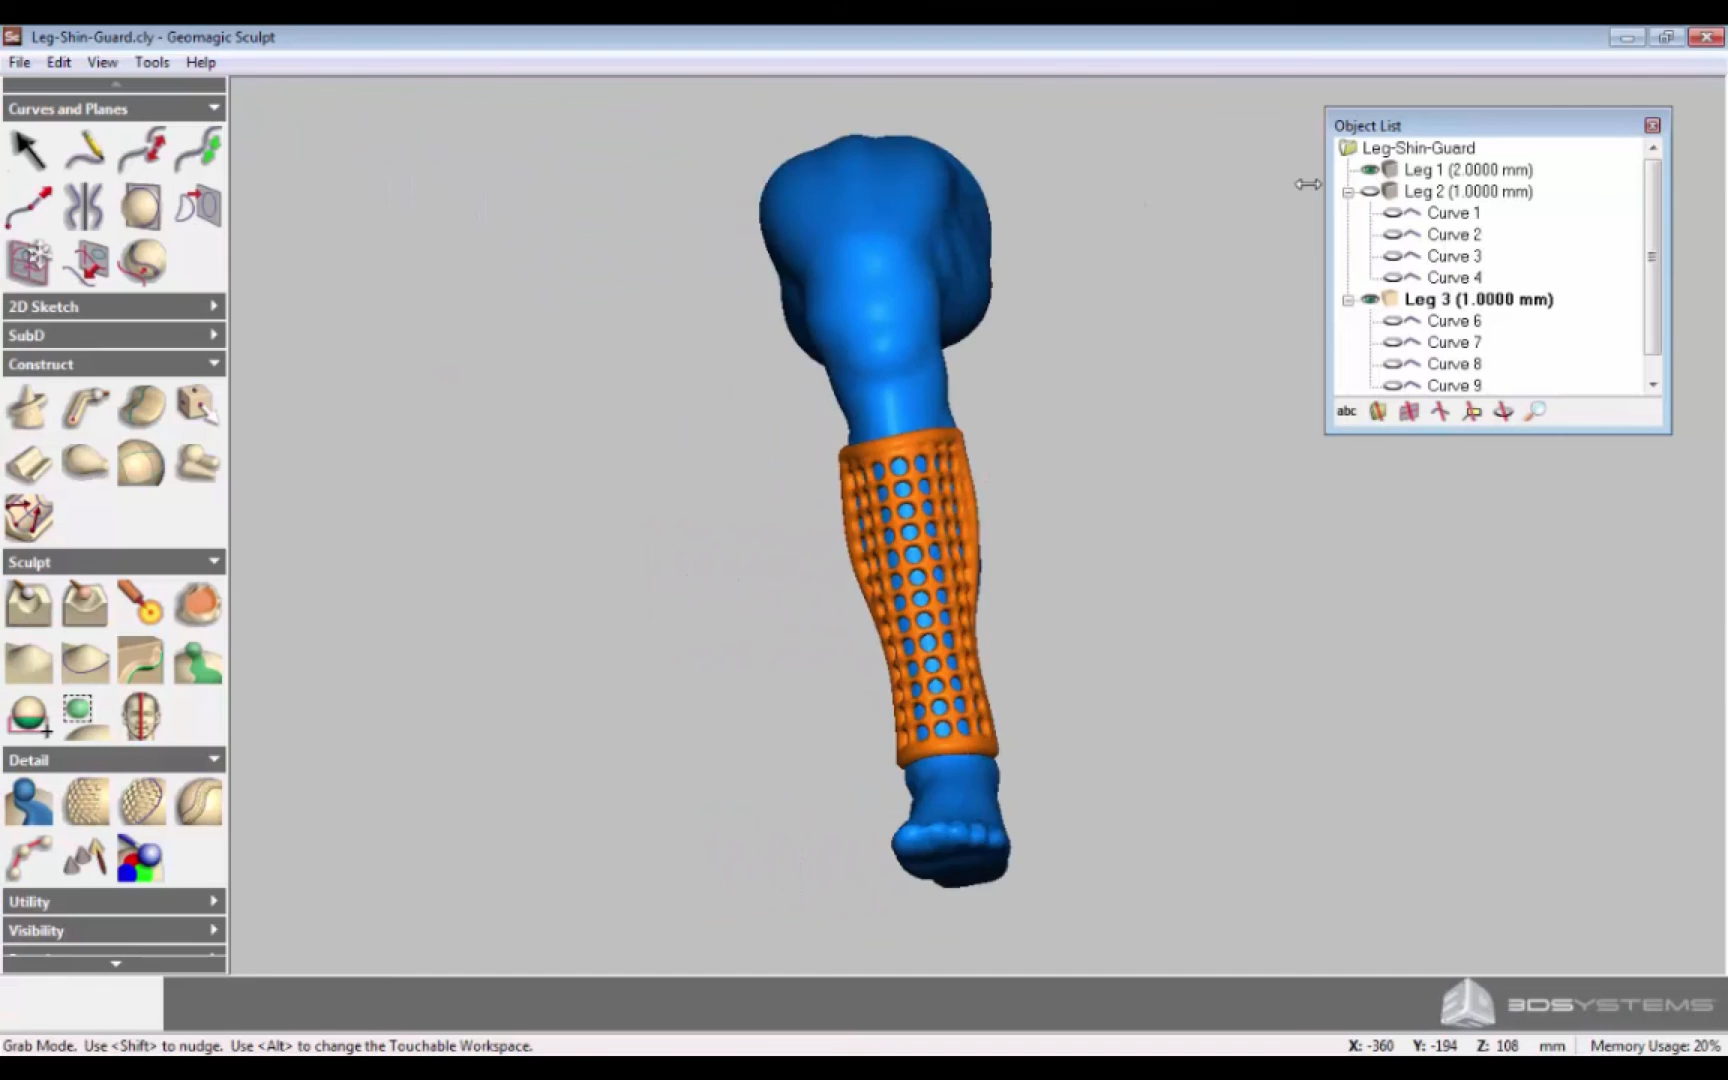 Leg-Shin-Guard.cly - Geomagic Sculpt
File Edit View Tools Help
Curves and Planes
2D Sketch
SubD
Construct
Sculpt
Detail
Utility
Visibility
Object List
Leg-Shin-Guard
Leg 1 (2.0000 mm)
Leg 2 (1.0000 mm)
Curve 1
Curve 2
Curve 3
Curve 4
Leg 3 (1.0000 mm)
Curve 6
Curve 7
Curve 8
Curve 9
abc
3DSYSTEMS
Grab Mode. Use <Shift> to nudge. Use <Alt> to change the Touchable Workspace.
X: -360 Y: -194 Z: 108 mm Memory Usage: 20%